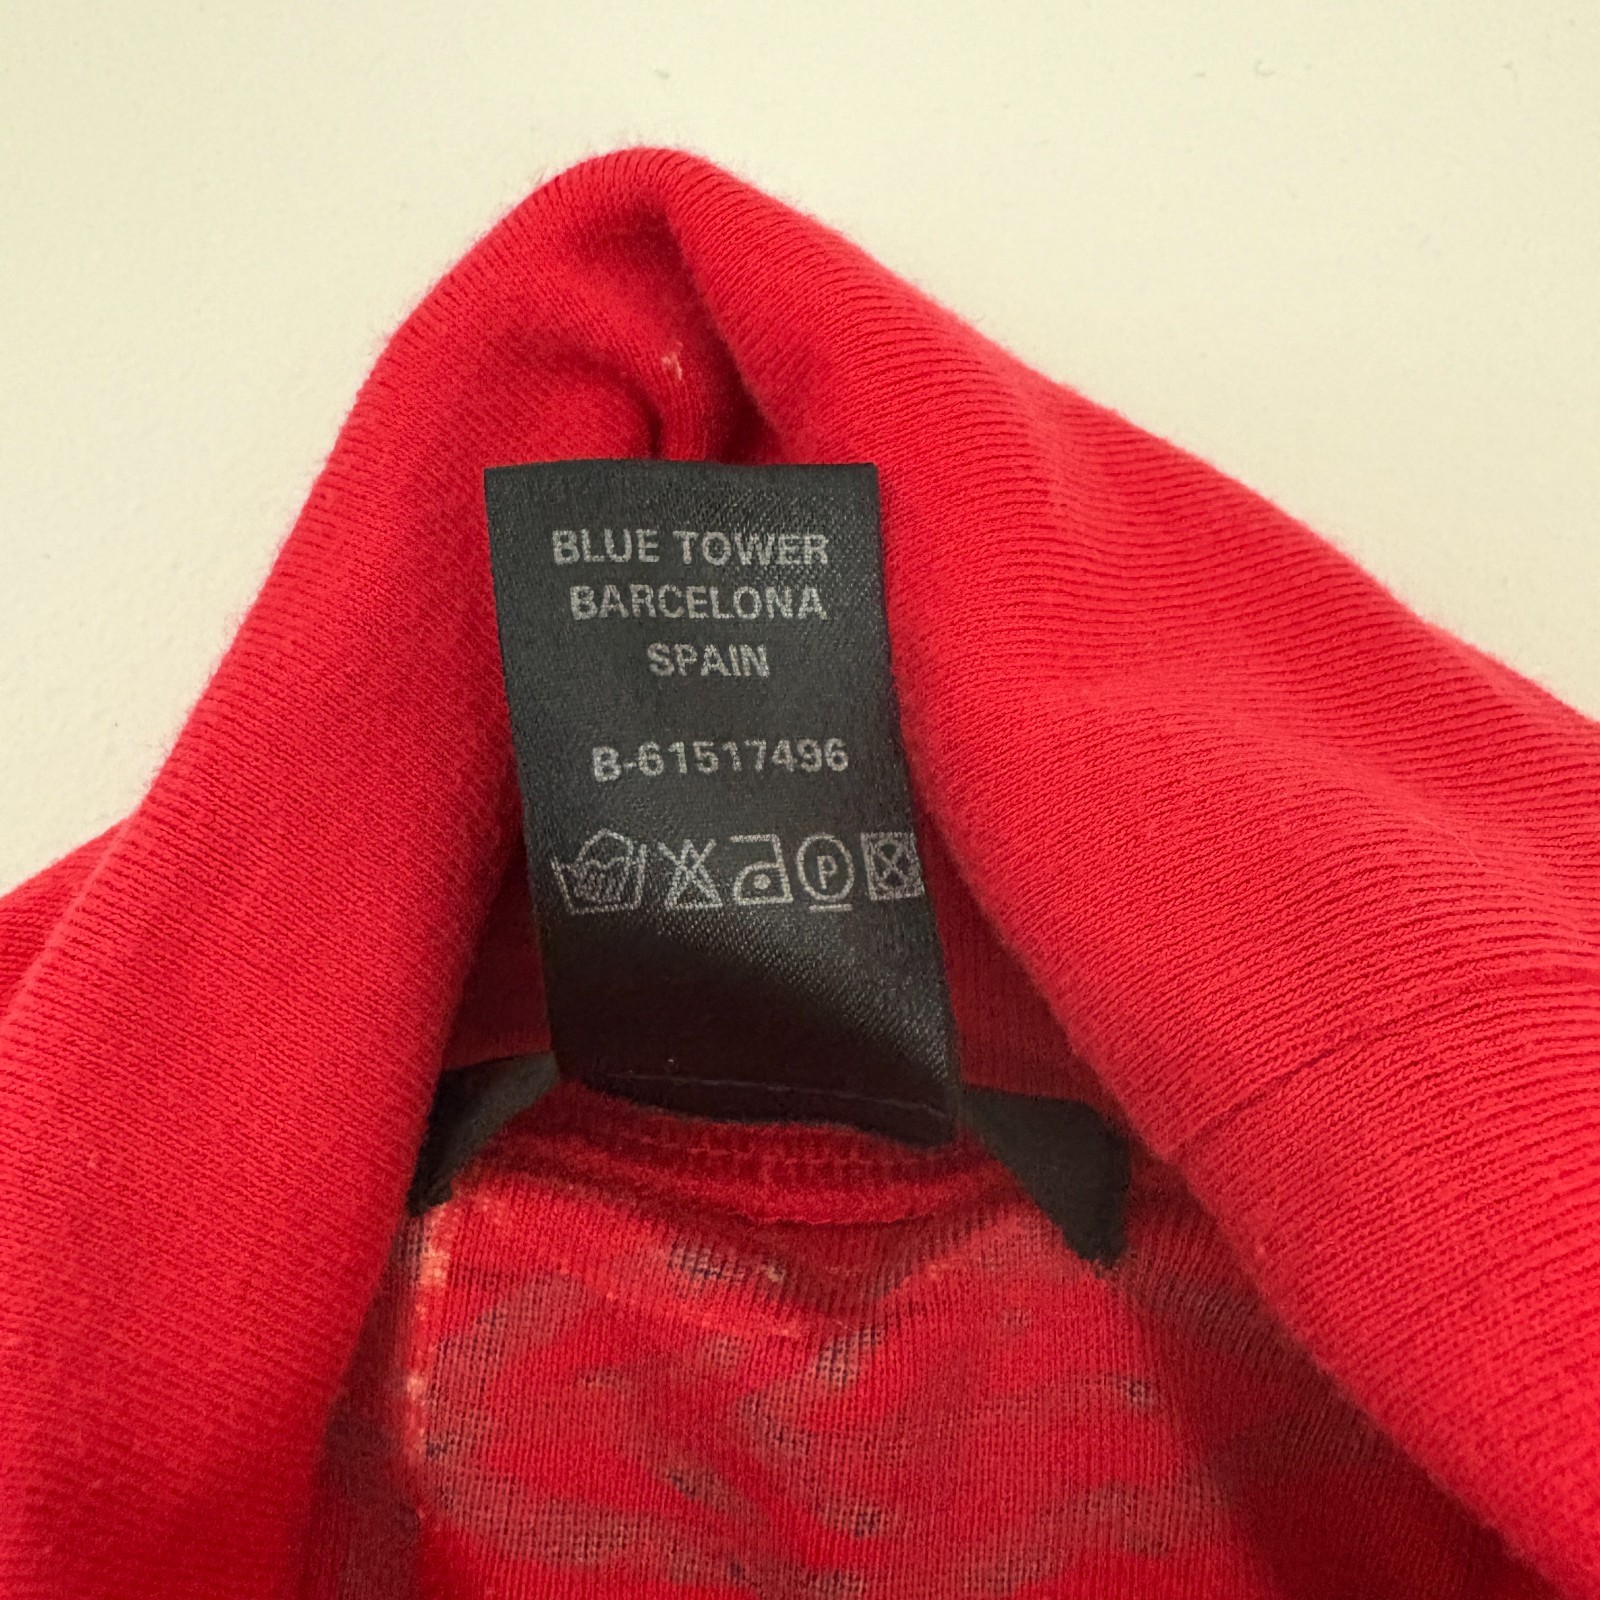 BLUE TOWER
BARCELONA
SPAIN
B-61517496
P